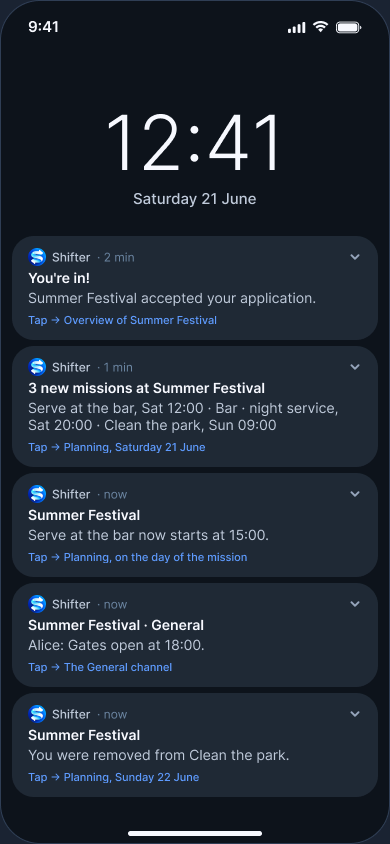 9:41
12:41
Saturday 21 June
Shifter · 2 min
You're in!
Summer Festival accepted your application.
Tap → Overview of Summer Festival
Shifter · 1 min
3 new missions at Summer Festival
Serve at the bar, Sat 12:00 · Bar · night service,
Sat 20:00 · Clean the park, Sun 09:00
Tap → Planning, Saturday 21 June
Shifter · now
Summer Festival
Serve at the bar now starts at 15:00.
Tap → Planning, on the day of the mission
Shifter · now
Summer Festival · General
Alice: Gates open at 18:00.
Tap → The General channel
Shifter · now
Summer Festival
You were removed from Clean the park.
Tap → Planning, Sunday 22 June